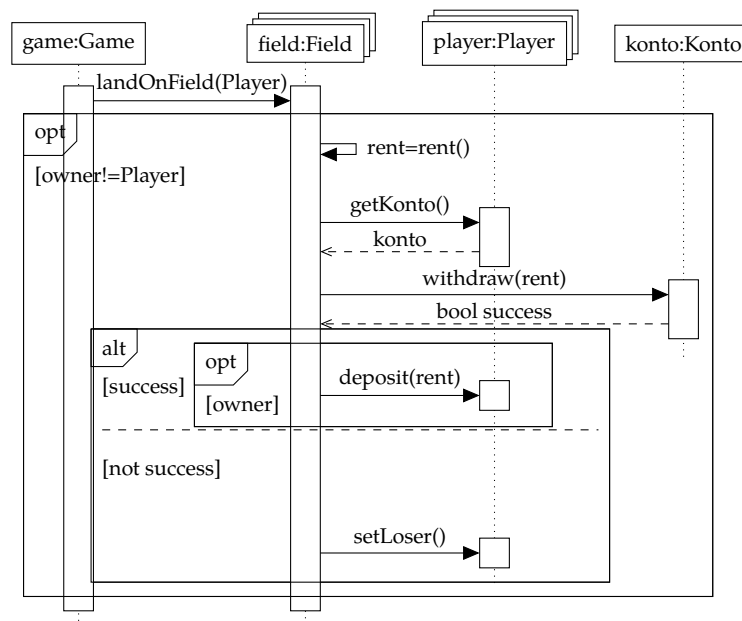 game:Game
field:Field
player:Player
konto:Konto
landOnField(Player)
opt
rent=rent()
[owner!=Player]
getKonto()
konto
withdraw(rent)
bool success
alt
opt
deposit(rent)
[success]
[owner]
[not success]
setLoser()